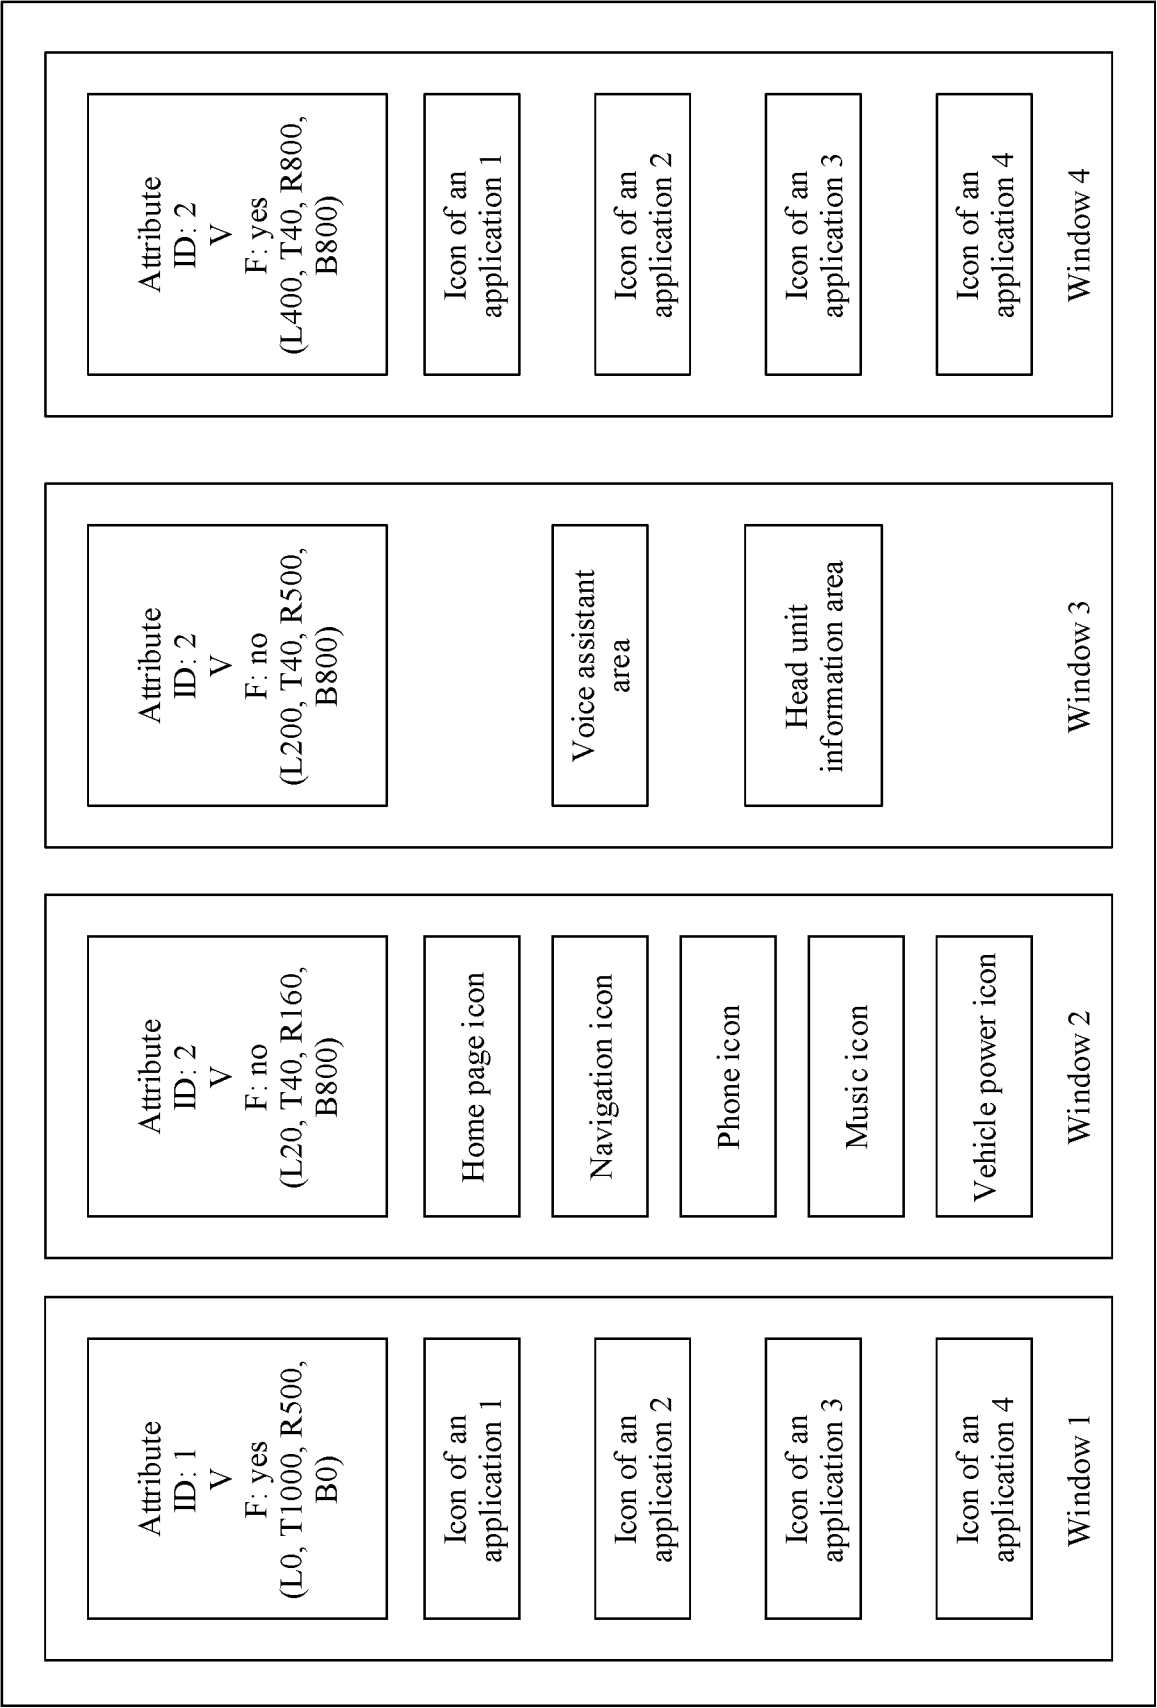 Attribute
ID: 1
V
F: yes
(L0, T1000, R500,
B0)
Icon of an
application 1
Icon of an
application 2
Icon of an
application 3
Icon of an
application 4
Window 1
Attribute
ID: 2
V
F: no
(L20, T40, R160,
B800)
Home page icon
Navigation icon
Phone icon
Music icon
Vehicle power icon
Window 2
Attribute
ID: 2
V
F: no
(L200, T40, R500,
B800)
Voice assistant
area
Head unit
information area
Window 3
Attribute
ID: 2
V
F: yes
(L400, T40, R800,
B800)
Icon of an
application 1
Icon of an
application 2
Icon of an
application 3
Icon of an
application 4
Window 4